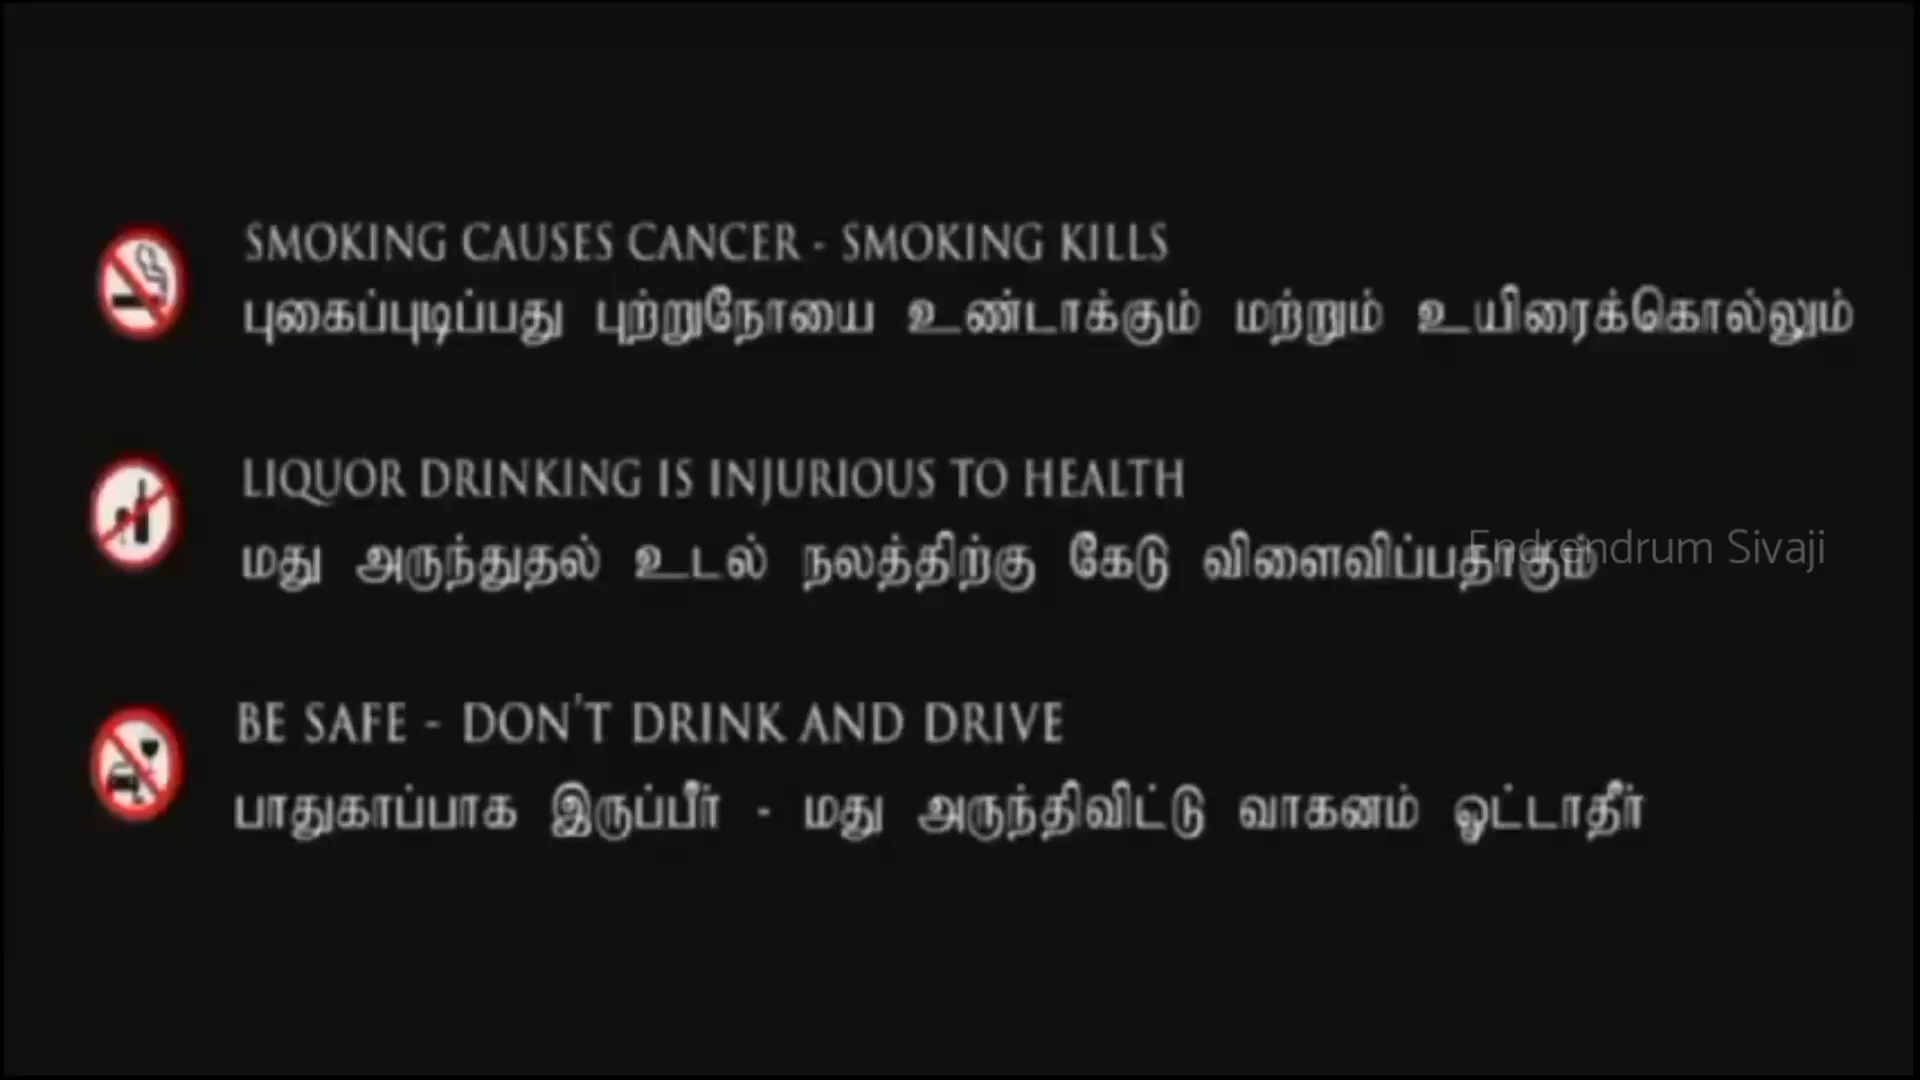 SMOKING CAUSES CANCER - SMOKING KILLS
புகைப்புடிப்பது புற்றுநோயை உண்டாக்கும் மற்றும் உயிரைக்கொல்லும்
LIQUOR DRINKING IS INJURIOUS TO HEALTH
மது அருந்துதல் உடல் நலத்திற்கு கேடு விளைவிப்பதாகும்
Endrendrum Sivaji
BE SAFE - DON'T DRINK AND DRIVE
பாதுகாப்பாக இருப்பீர் - மது அருந்திவிட்டு வாகனம் ஓட்டாதீர்